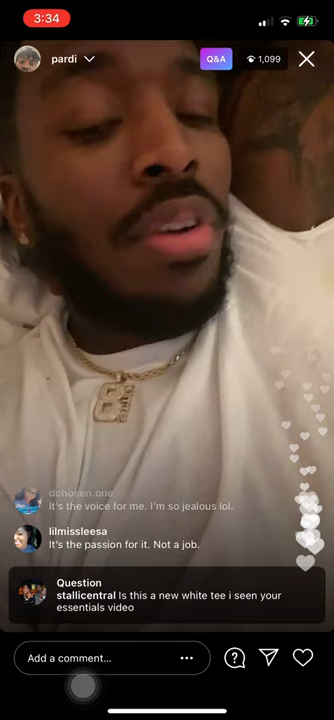 3:34
pardi
Q&A
1,099
dchosen.one
It's the voice for me. I'm so jealous lol.
lilmissleesa
It's the passion for it. Not a job.
Question
stallicentral Is this a new white tee i seen your
essentials video
Add a comment...